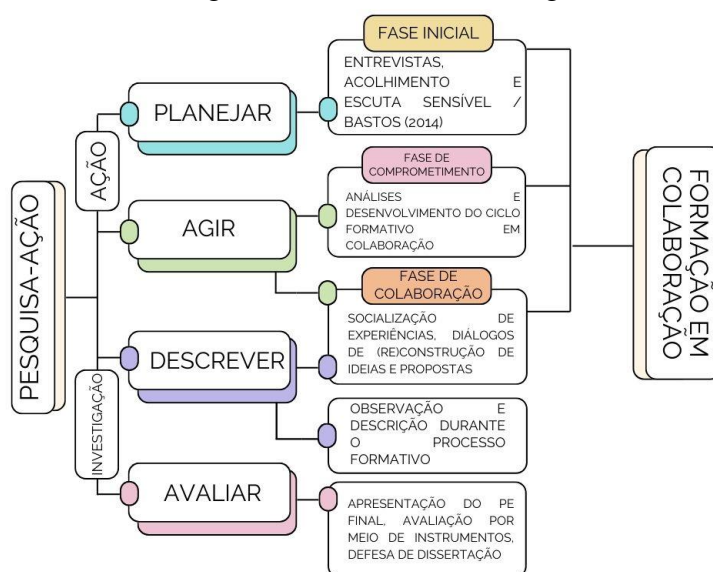 PESQUISA-AÇÃO
AÇÃO
INVESTIGAÇÃO
PLANEJAR
FASE INICIAL
ENTREVISTAS,
ACOLHIMENTO E
ESCUTA SENSÍVEL /
BASTOS (2014)
AGIR
FASE DE
COMPROMETIMENTO
ANÁLISES E
DESENVOLVIMENTO DO CICLO
FORMATIVO EM
COLABORAÇÃO
FASE DE
COLABORAÇÃO
SOCIALIZAÇÃO DE
EXPERIÊNCIAS, DIÁLOGOS
DE (RE)CONSTRUÇÃO DE
IDEIAS E PROPOSTAS
DESCREVER
OBSERVAÇÃO E
DESCRIÇÃO DURANTE
O PROCESSO
FORMATIVO
AVALIAR
APRESENTAÇÃO DO PE
FINAL, AVALIAÇÃO POR
MEIO DE INSTRUMENTOS,
DEFESA DE DISSERTAÇÃO
FORMAÇÃO EM
COLABORAÇÃO